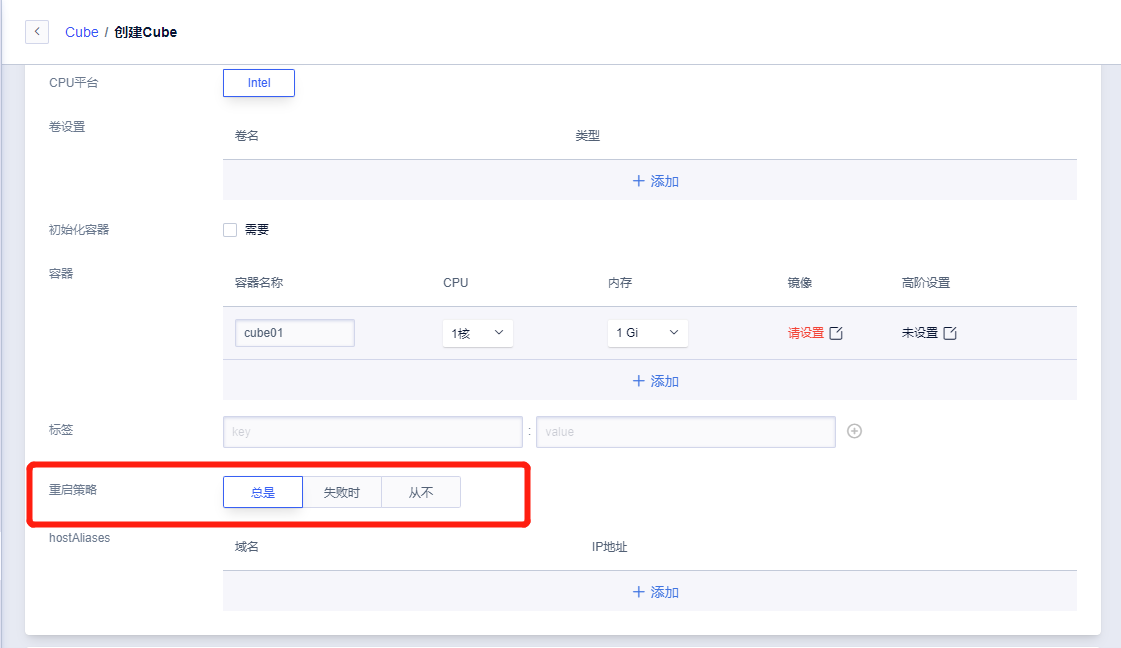 Cube / 创建Cube
CPU平台 Intel
卷设置 卷名 类型
+ 添加
初始化容器 需要
容器 容器名称 CPU 内存 镜像 高阶设置
cube01 1核 1 Gi 请设置 未设置
+ 添加
标签 key : value
重启策略 总是 失败时 从不
hostAliases 域名 IP地址
+ 添加